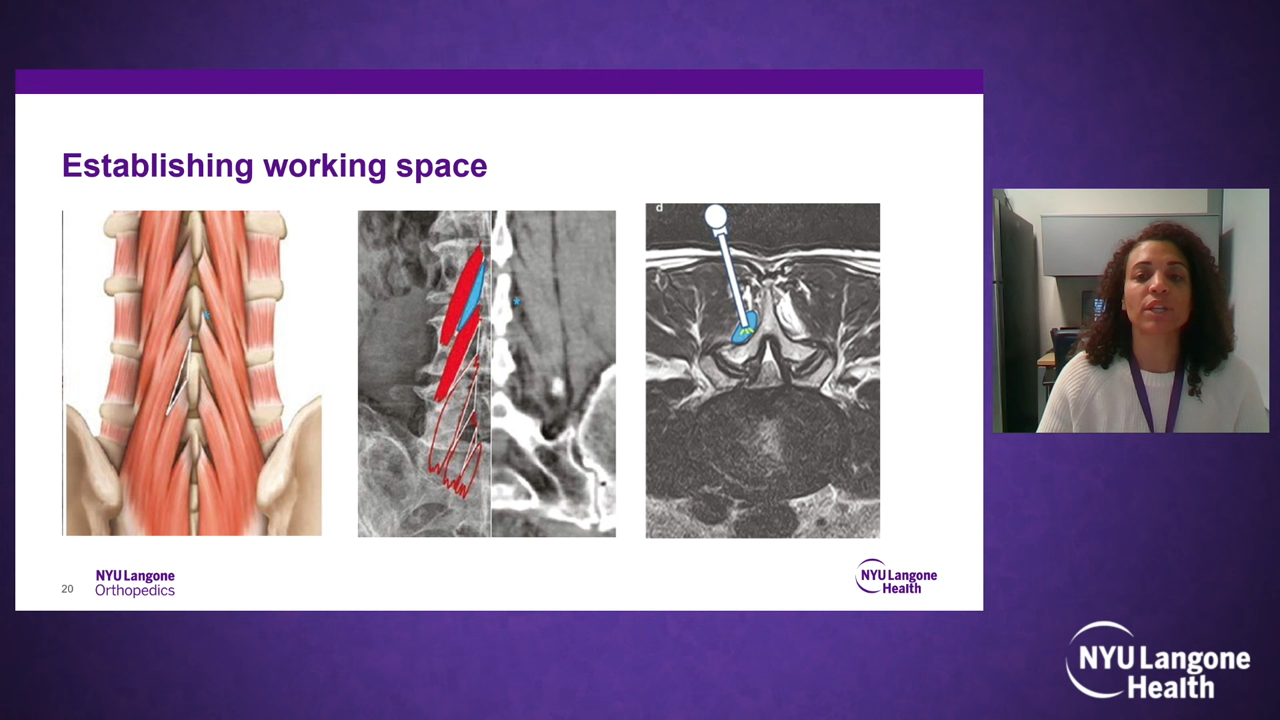 Establishing working space
d
*
*
20
NYU Langone
Orthopedics
NYU Langone
Health
NYU Langone
Health